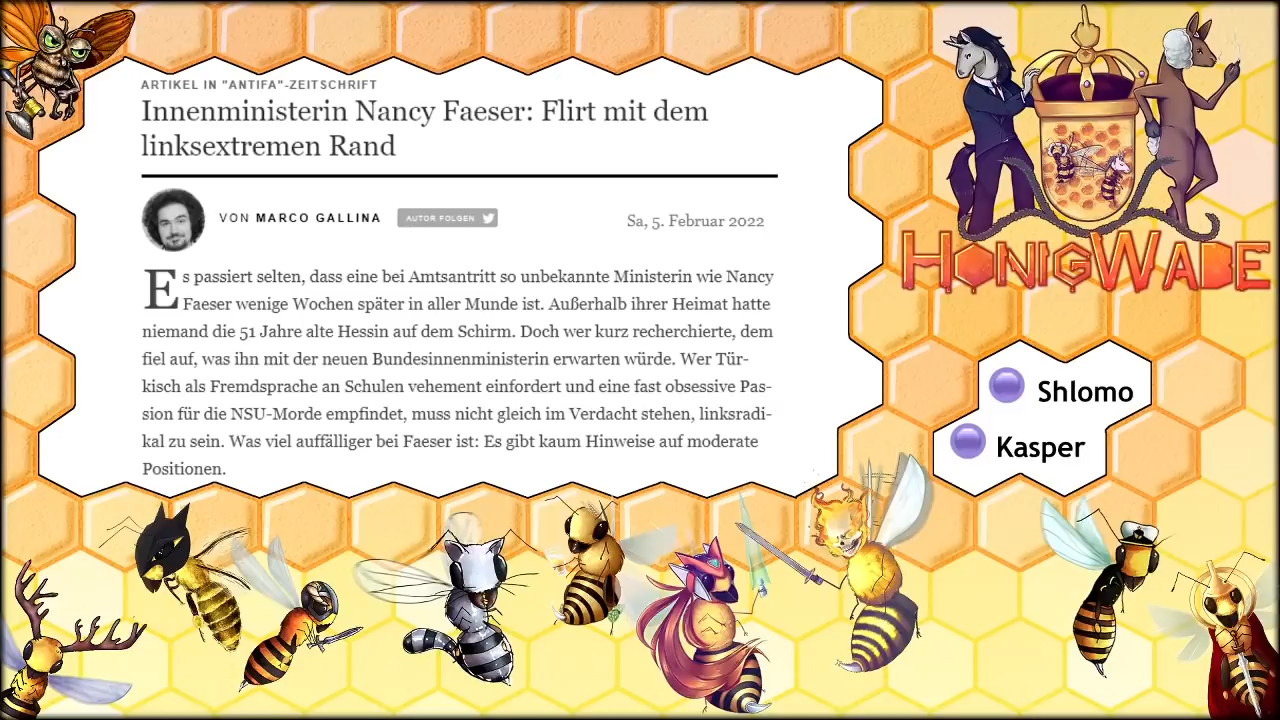 ARTIKEL IN "ANTIFA"-ZEITSCHRIFT
Innenministerin Nancy Faeser: Flirt mit dem
linksextremen Rand
VON MARCO GALLINA
AUTOR FOLGEN
Sa, 5. Februar 2022
Es passiert selten, dass eine bei Amtsantritt so unbekannte Ministerin wie Nancy
Faeser wenige Wochen später in aller Munde ist. Außerhalb ihrer Heimat hatte
niemand die 51 Jahre alte Hessin auf dem Schirm. Doch wer kurz recherchierte, dem
fiel auf, was ihn mit der neuen Bundesinnenministerin erwarten würde. Wer Tür-
kisch als Fremdsprache an Schulen vehement einfordert und eine fast obsessive Pas-
sion für die NSU-Morde empfindet, muss nicht gleich im Verdacht stehen, linksradi-
kal zu sein. Was viel auffälliger bei Faeser ist: Es gibt kaum Hinweise auf moderate
Positionen.
HONIGWABE
Shlomo
Kasper